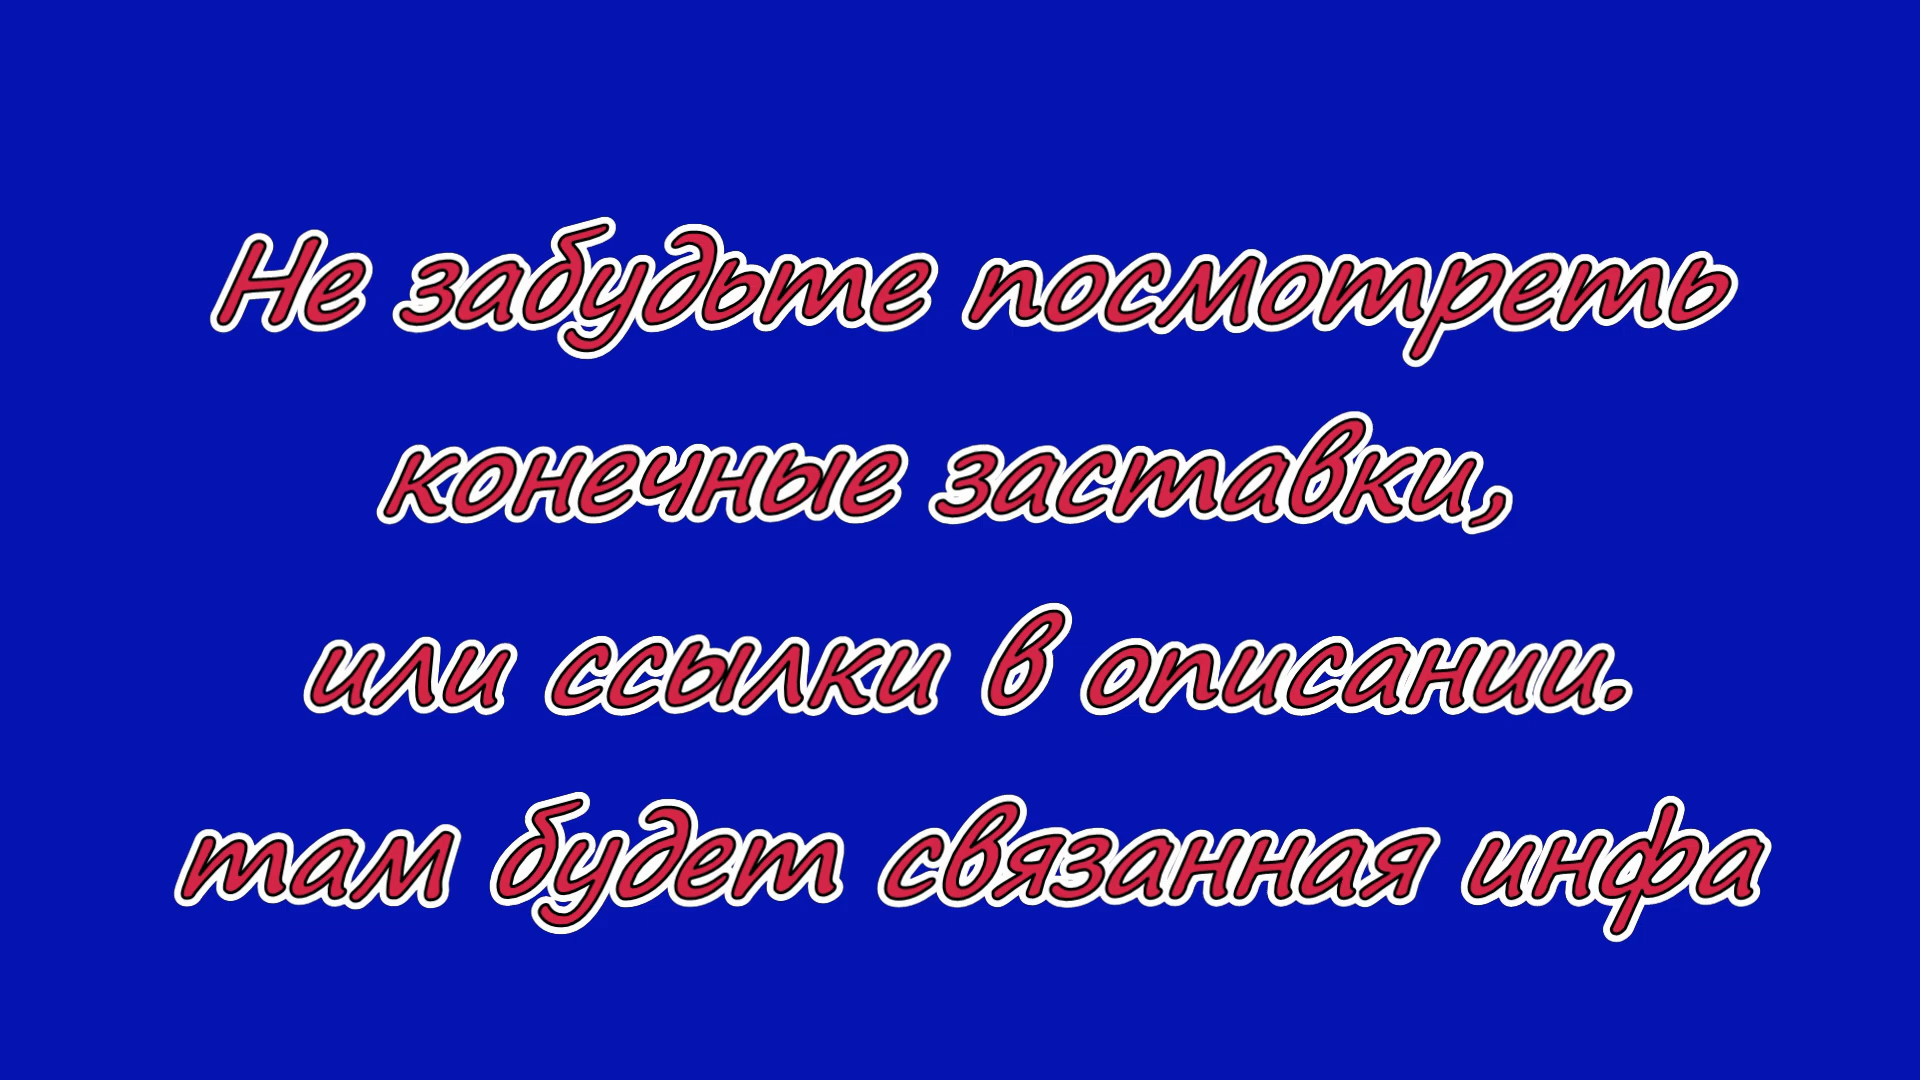 Не забудьте посмотреть
конечные заставки,
или ссылки в описании.
там будет связанная инфа